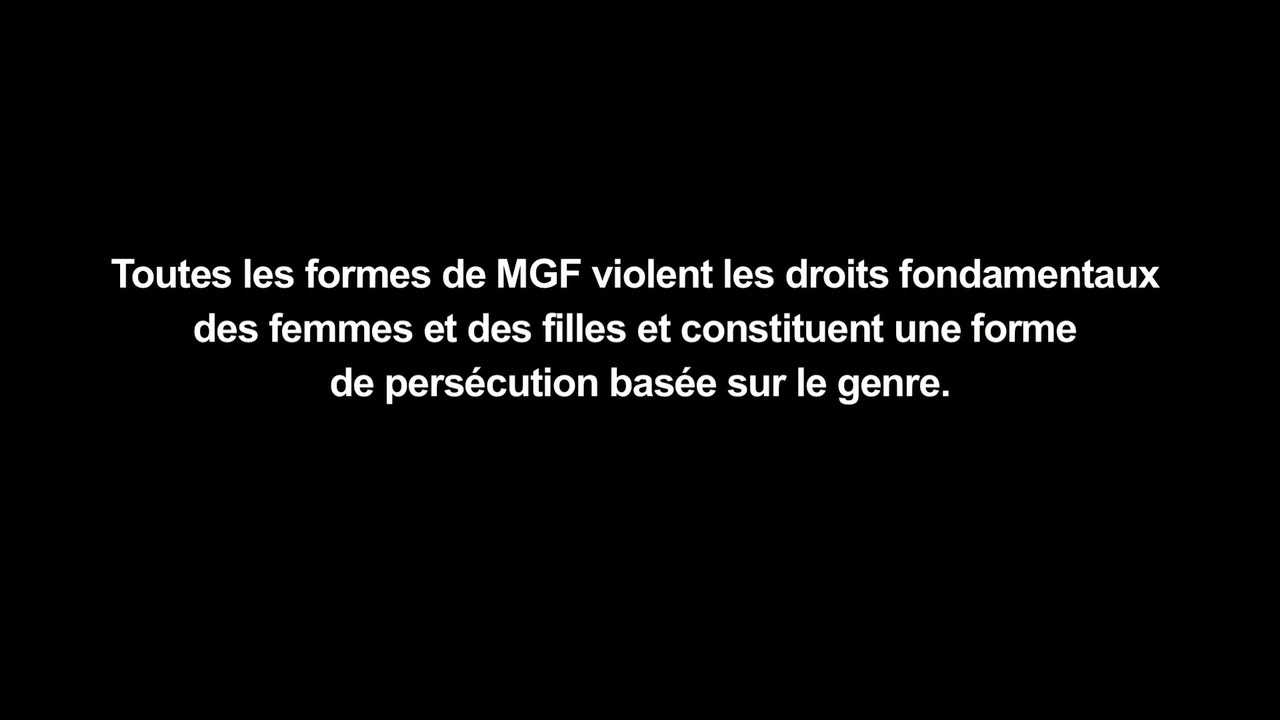 Toutes les formes de MGF violent les droits fondamentaux
des femmes et des filles et constituent une forme
de persécution basée sur le genre.